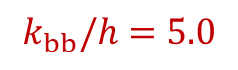 k_bb/h = 5.0